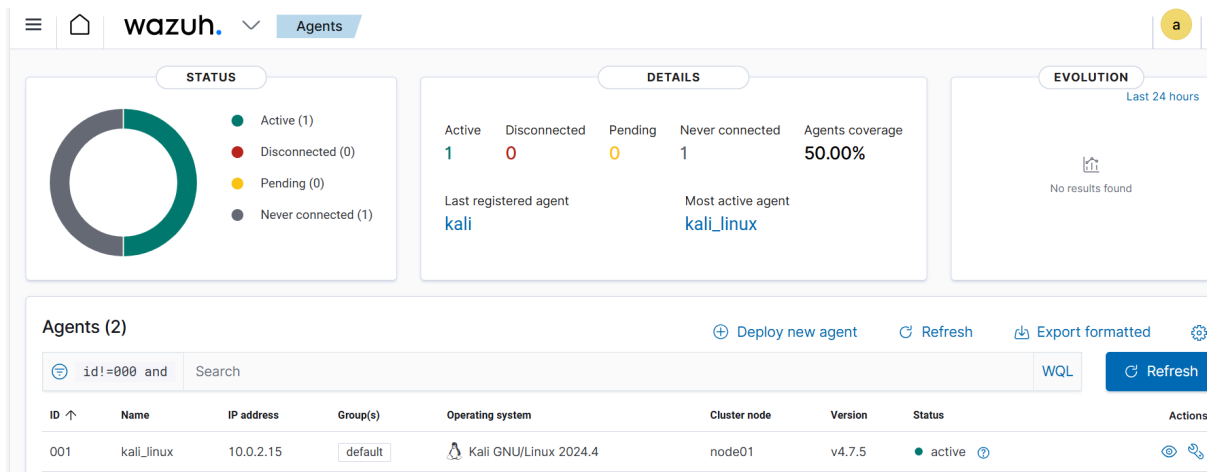 wazuh. Agents a
STATUS
Active (1)
Disconnected (0)
Pending (0)
Never connected (1)
DETAILS
Active Disconnected Pending Never connected Agents coverage
1 0 0 1 50.00%
Last registered agent Most active agent
kali kali_linux
EVOLUTION
Last 24 hours
No results found
Agents (2) Deploy new agent Refresh Export formatted
id!=000 and Search WQL Refresh
ID Name IP address Group(s) Operating system Cluster node Version Status Actions
001 kali_linux 10.0.2.15 default Kali GNU/Linux 2024.4 node01 v4.7.5 active